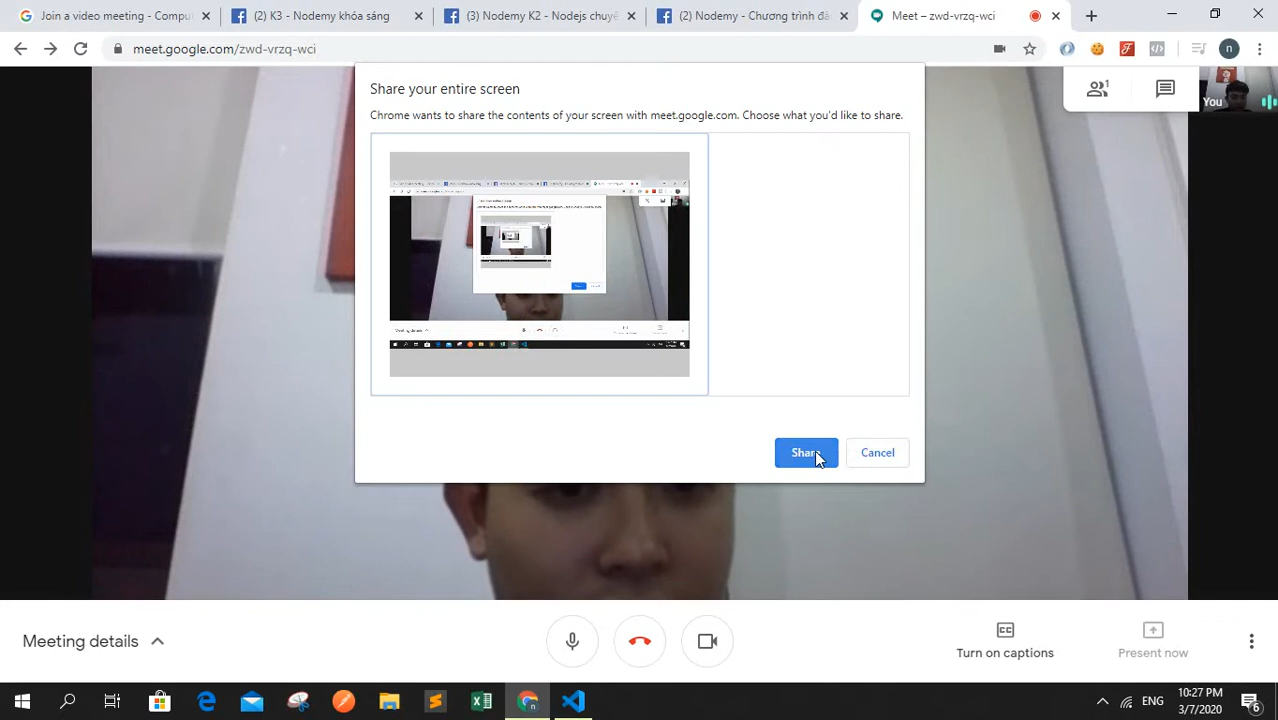 Join a video meeting - Compu
(2) K3 - Nodemy khóa sáng
(3) Nodemy K2 - Nodejs chuyê
(2) Nodemy - Chương trình đà
Meet – zwd-vrzq-wci
meet.google.com/zwd-vrzq-wci
n
Share your entire screen
Chrome wants to share the contents of your screen with meet.google.com. Choose what you'd like to share.
1
You
Share
Cancel
Meeting details
CC
Turn on captions
Present now
ENG
10:27 PM
3/7/2020
6